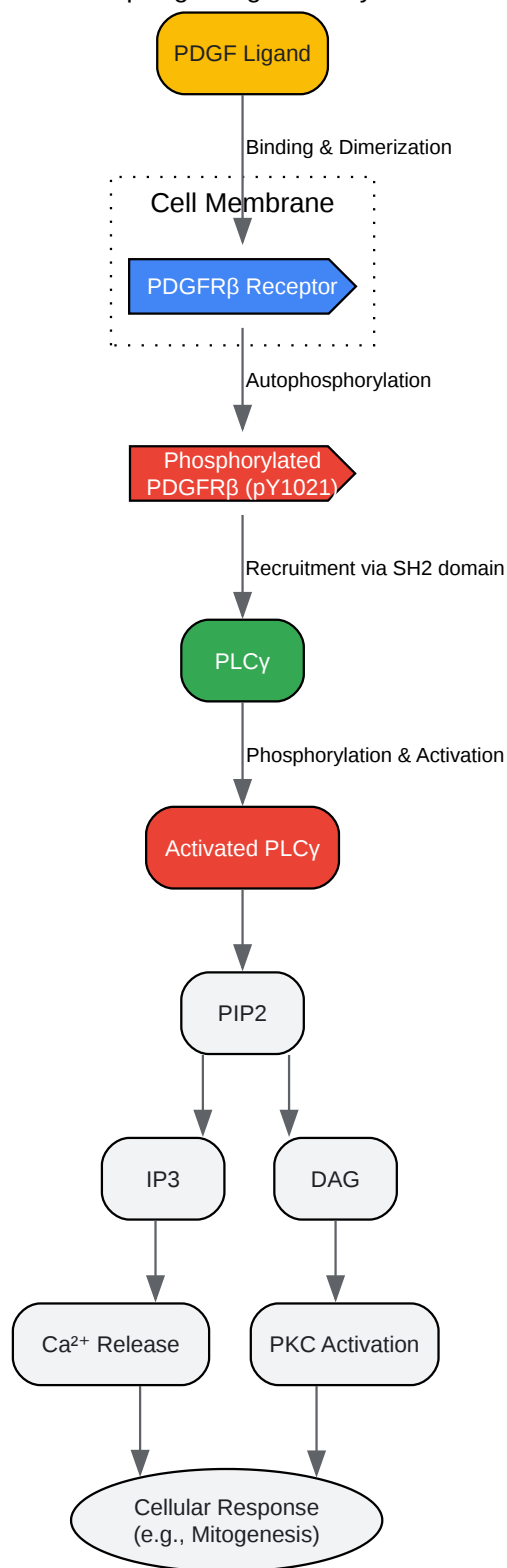 PDGF Ligand
Binding & Dimerization
Cell Membrane
PDGFRβ Receptor
Autophosphorylation
Phosphorylated
PDGFRβ (pY1021)
Recruitment via SH2 domain
PLCγ
Phosphorylation & Activation
Activated PLCγ
PIP2
IP3
DAG
Ca²⁺ Release
PKC Activation
Cellular Response
(e.g., Mitogenesis)